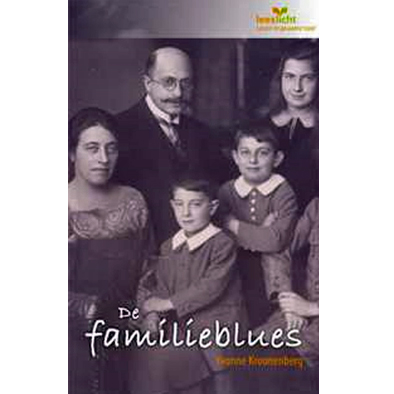 leeslicht
De
familieblues
Yvonne Kroonenberg